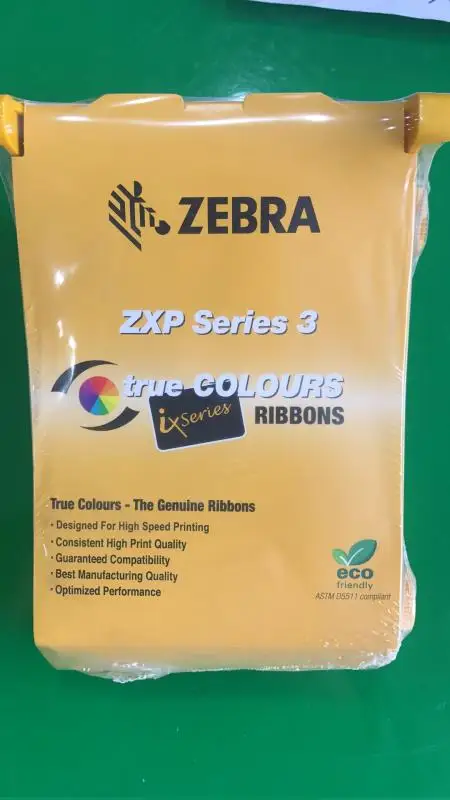 ZEBRA
ZXP Series 3
true COLOURS
ix Series
RIBBONS
True Colours - The Genuine Ribbons
· Designed For High Speed Printing
· Consistent High Print Quality
· Guaranteed Compatibility
· Best Manufacturing Quality
· Optimized Performance
eco
friendly
ASTM D5511 compliant